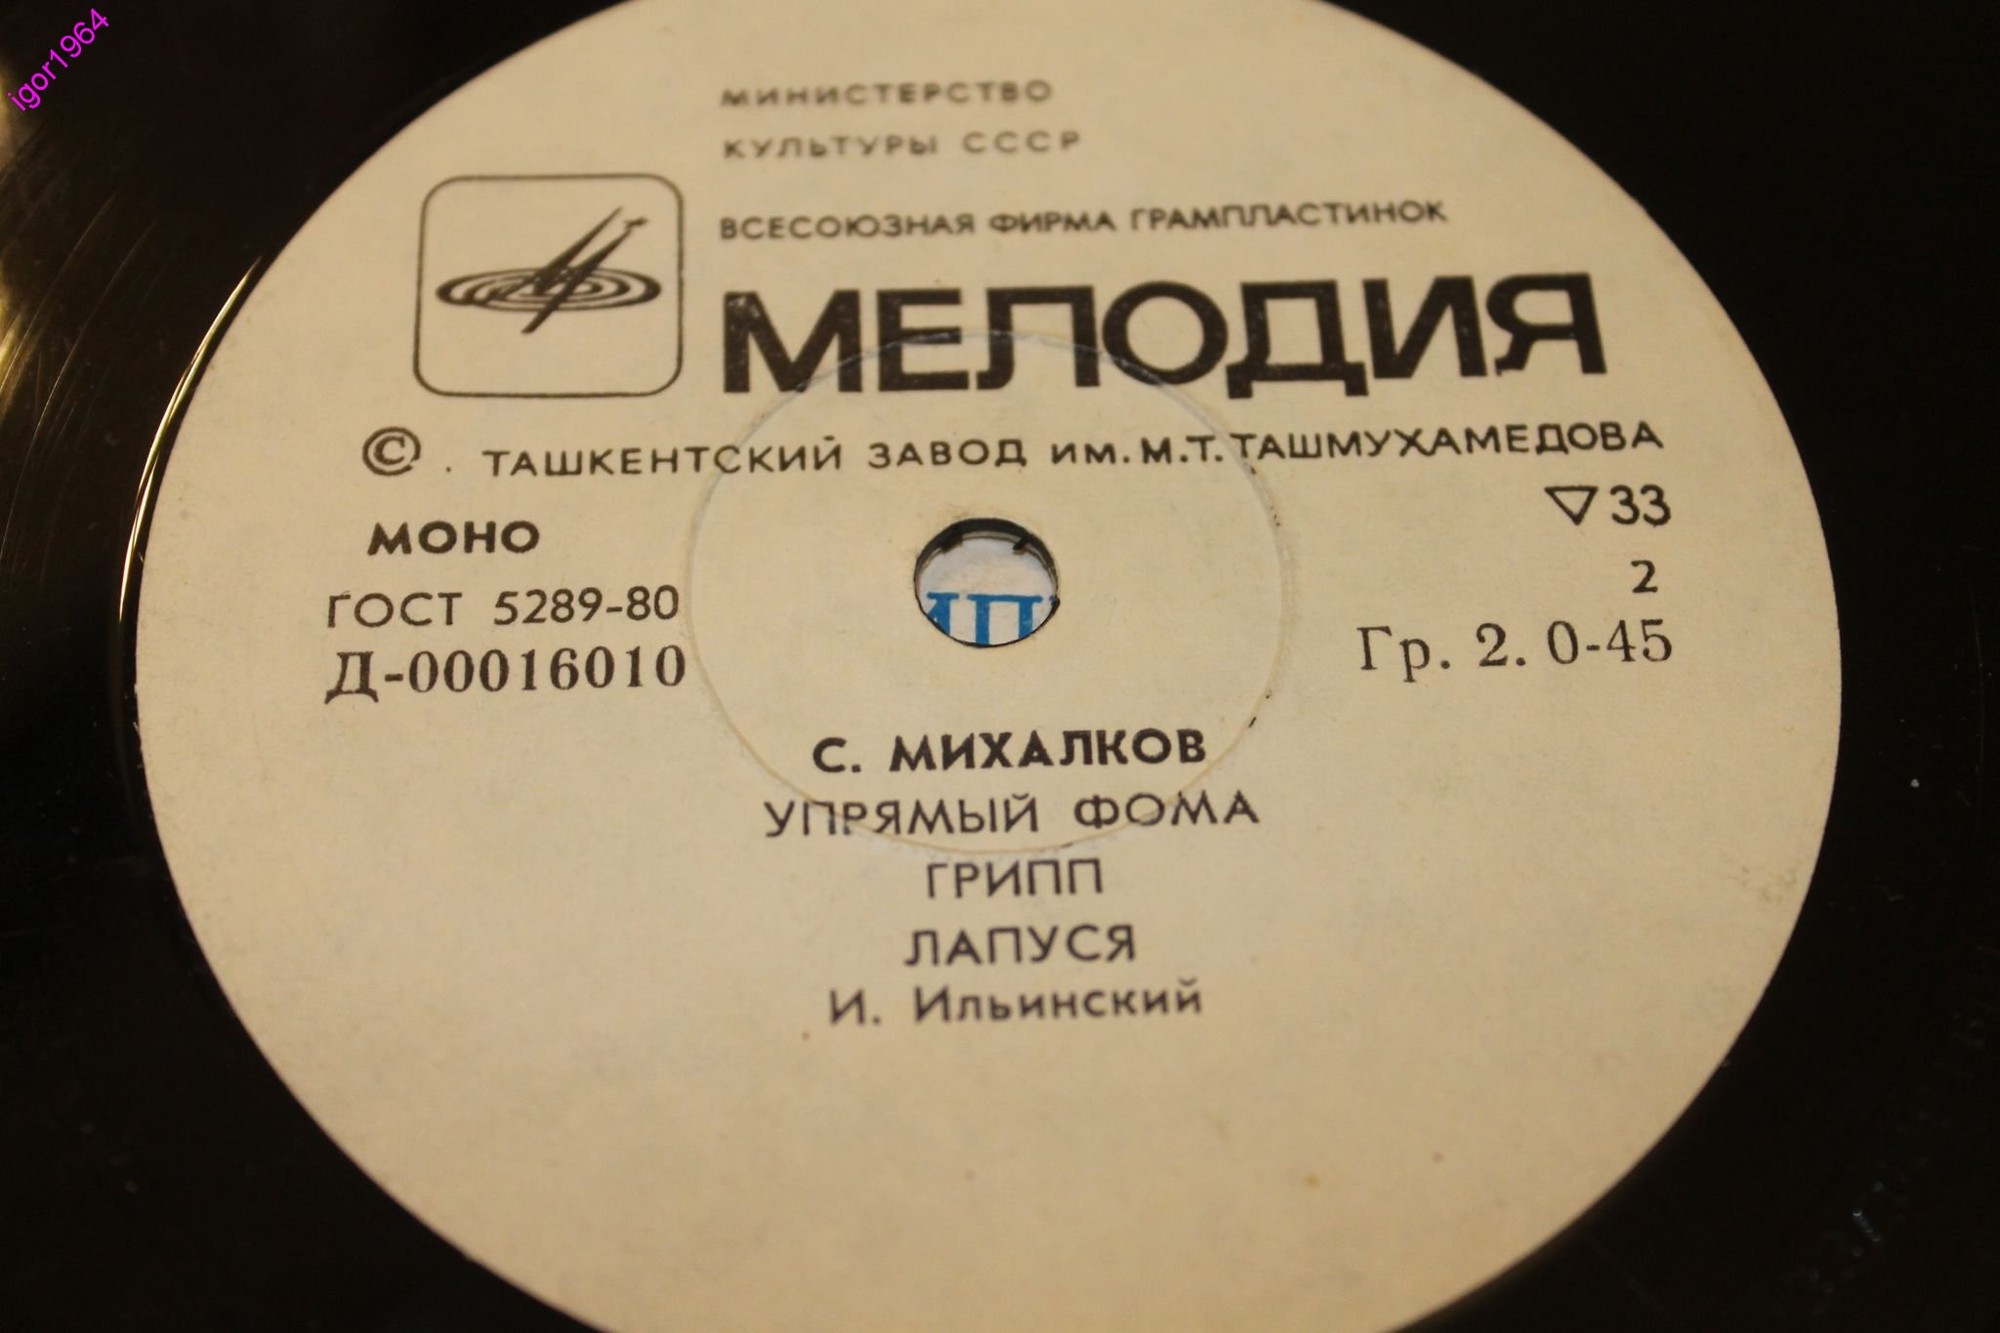 igor1964
МИНИСТЕРСТВО
КУЛЬТУРЫ СССР
ВСЕСОЮЗНАЯ ФИРМА ГРАМПЛАСТИНОК
МЕЛОДИЯ
© . ТАШКЕНТСКИЙ ЗАВОД ИМ. М.Т. ТАШМУХАМЕДОВА
МОНО
▽ 33
ГОСТ 5289-80
2
Д-00016010
Гр. 2. 0-45
С. МИХАЛКОВ
УПРЯМЫЙ ФОМА
ГРИПП
ЛАПУСЯ
И. Ильинский